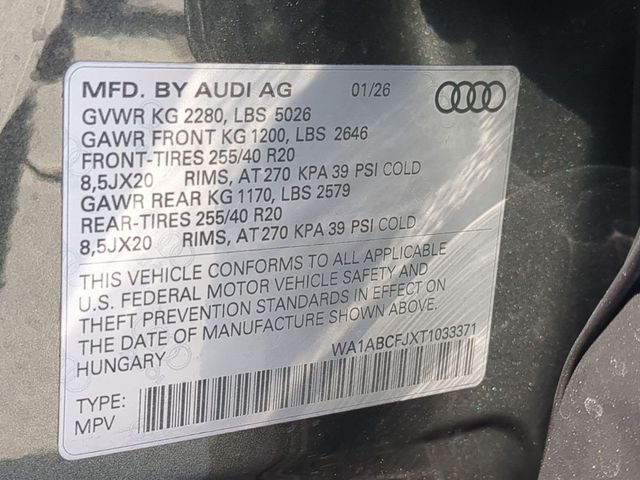 MFD. BY AUDI AG 01/26
GVWR KG 2280, LBS 5026
GAWR FRONT KG 1200, LBS 2646
FRONT-TIRES 255/40 R20
8,5JX20 RIMS, AT 270 KPA 39 PSI COLD
GAWR REAR KG 1170, LBS 2579
REAR-TIRES 255/40 R20
8,5JX20 RIMS, AT 270 KPA 39 PSI COLD
THIS VEHICLE CONFORMS TO ALL APPLICABLE
U.S. FEDERAL MOTOR VEHICLE SAFETY AND
THEFT PREVENTION STANDARDS IN EFFECT ON
THE DATE OF MANUFACTURE SHOWN ABOVE.
HUNGARY WA1ABCFJXT1033371
TYPE:
MPV